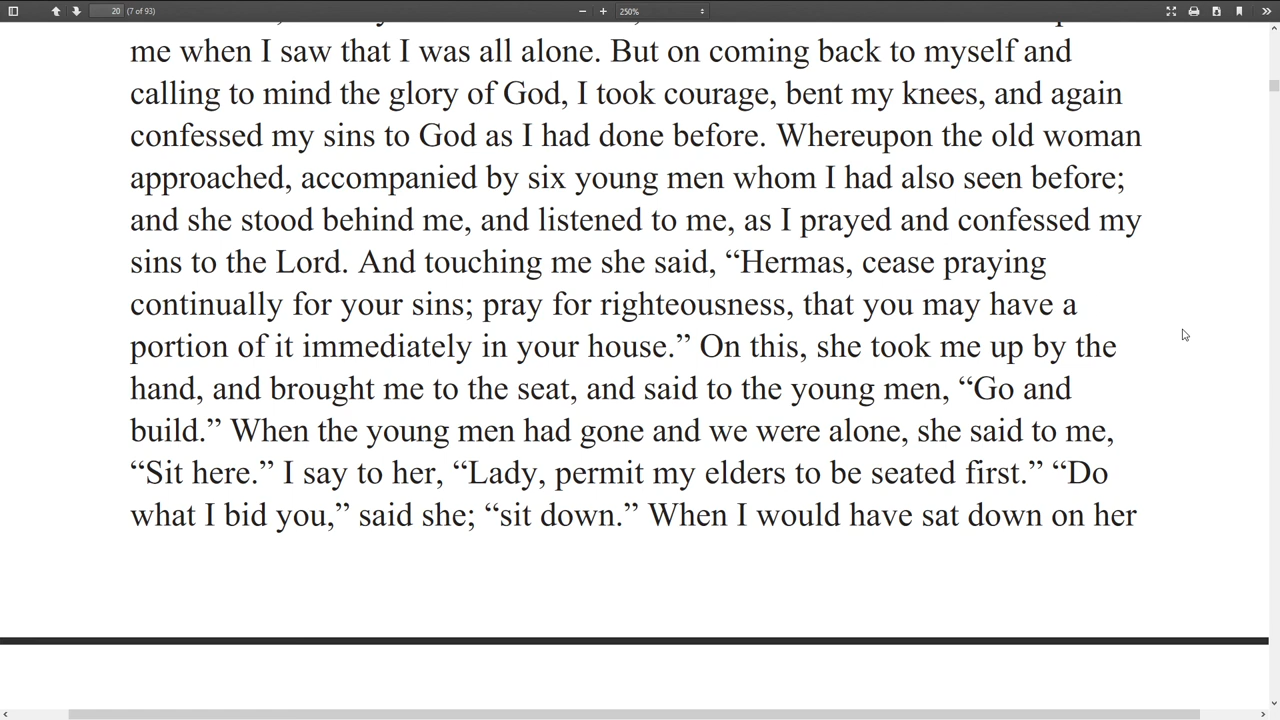 20 (7 of 93) 250%
me when I saw that I was all alone. But on coming back to myself and
calling to mind the glory of God, I took courage, bent my knees, and again
confessed my sins to God as I had done before. Whereupon the old woman
approached, accompanied by six young men whom I had also seen before;
and she stood behind me, and listened to me, as I prayed and confessed my
sins to the Lord. And touching me she said, “Hermas, cease praying
continually for your sins; pray for righteousness, that you may have a
portion of it immediately in your house.” On this, she took me up by the
hand, and brought me to the seat, and said to the young men, “Go and
build.” When the young men had gone and we were alone, she said to me,
“Sit here.” I say to her, “Lady, permit my elders to be seated first.” “Do
what I bid you,” said she; “sit down.” When I would have sat down on her